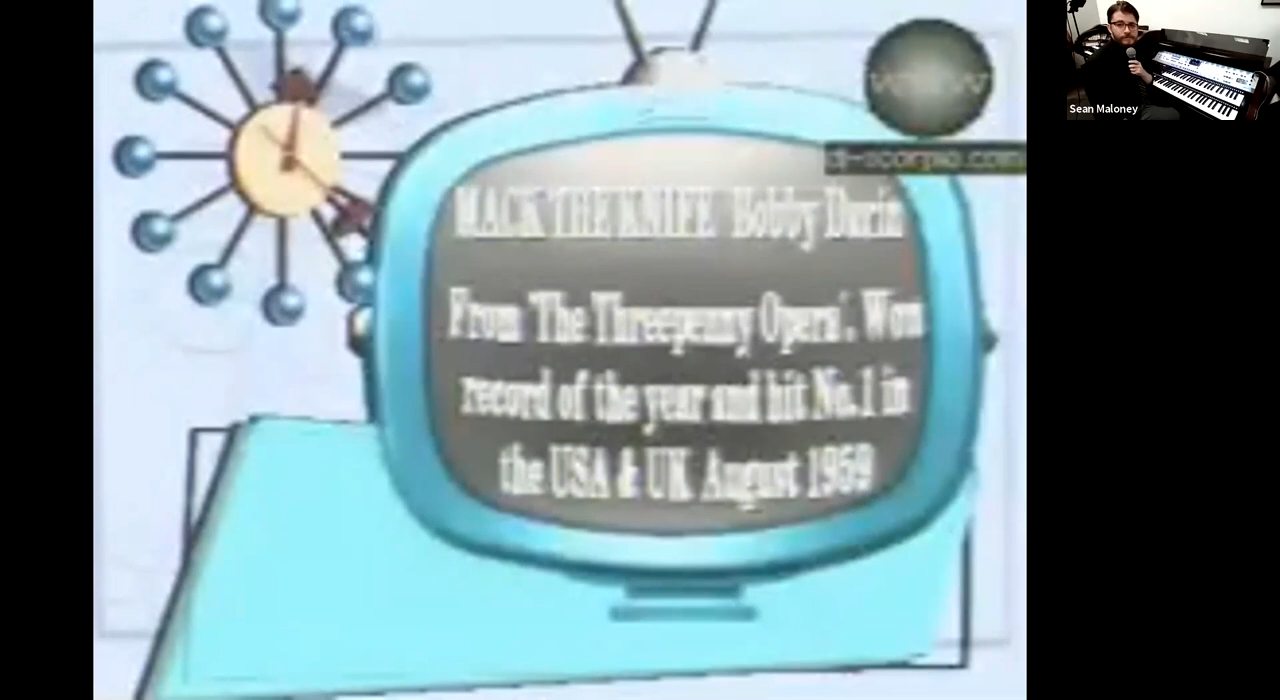 MACK THE KNIFE Bobby Darin
From 'The Threepenny Opera'. Won
record of the year and hit No.1 in
the USA & UK August 1959
Sean Maloney